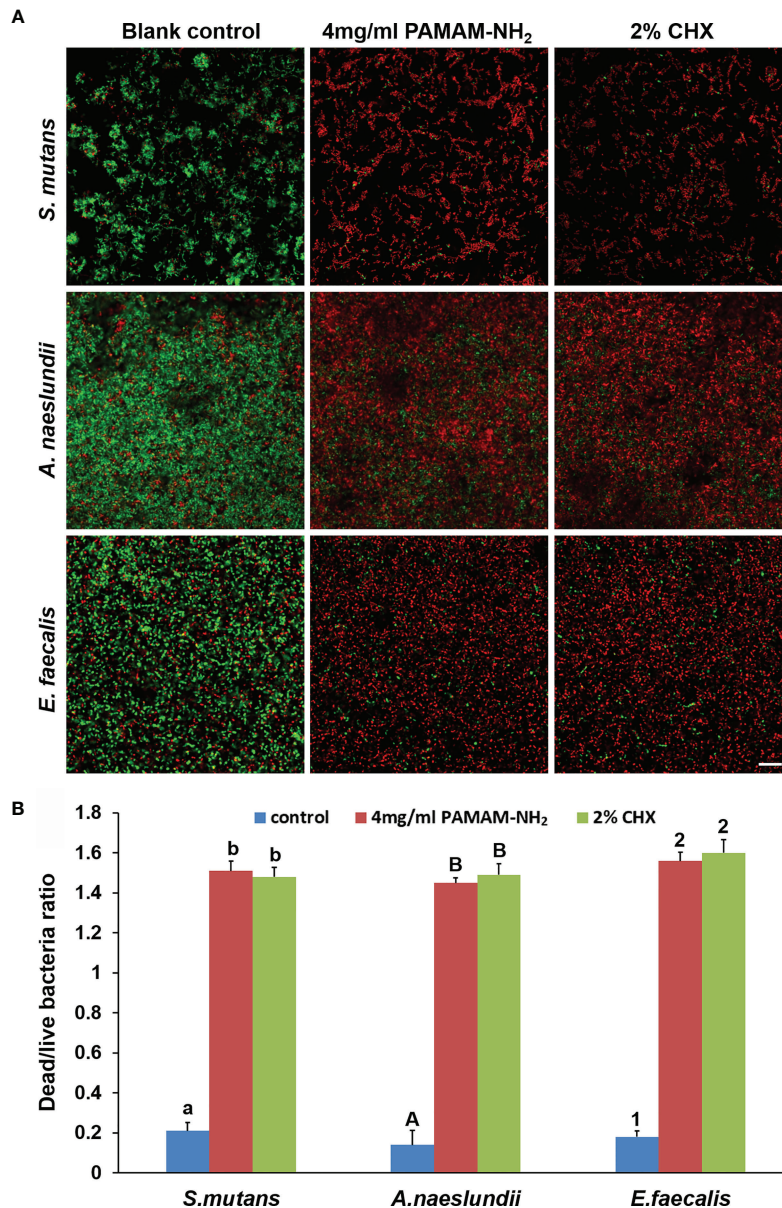 A
Blank control 4mg/ml PAMAM-NH₂ 2% CHX
S. mutans
A. naeslundii
E. faecalis
B
control 4mg/ml PAMAM-NH₂ 2% CHX
Dead/live bacteria ratio
1.8
1.6
1.4
1.2
1
0.8
0.6
0.4
0.2
0
a b b
A B B
1 2 2
S.mutans A.naeslundii E.faecalis